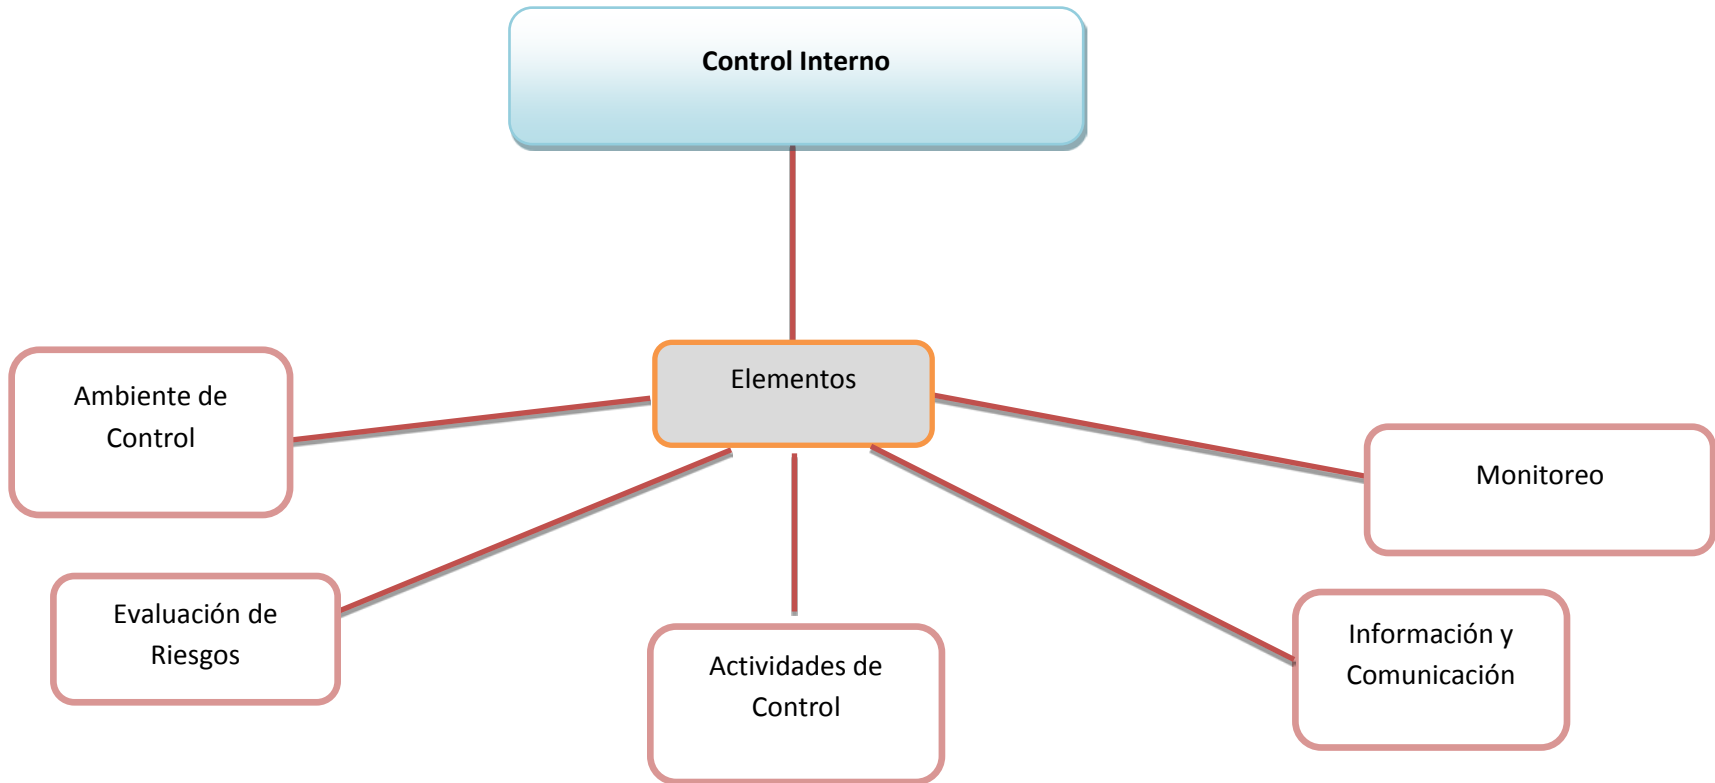 Control Interno
Elementos
Ambiente de
Control
Evaluación de
Riesgos
Actividades de
Control
Información y
Comunicación
Monitoreo